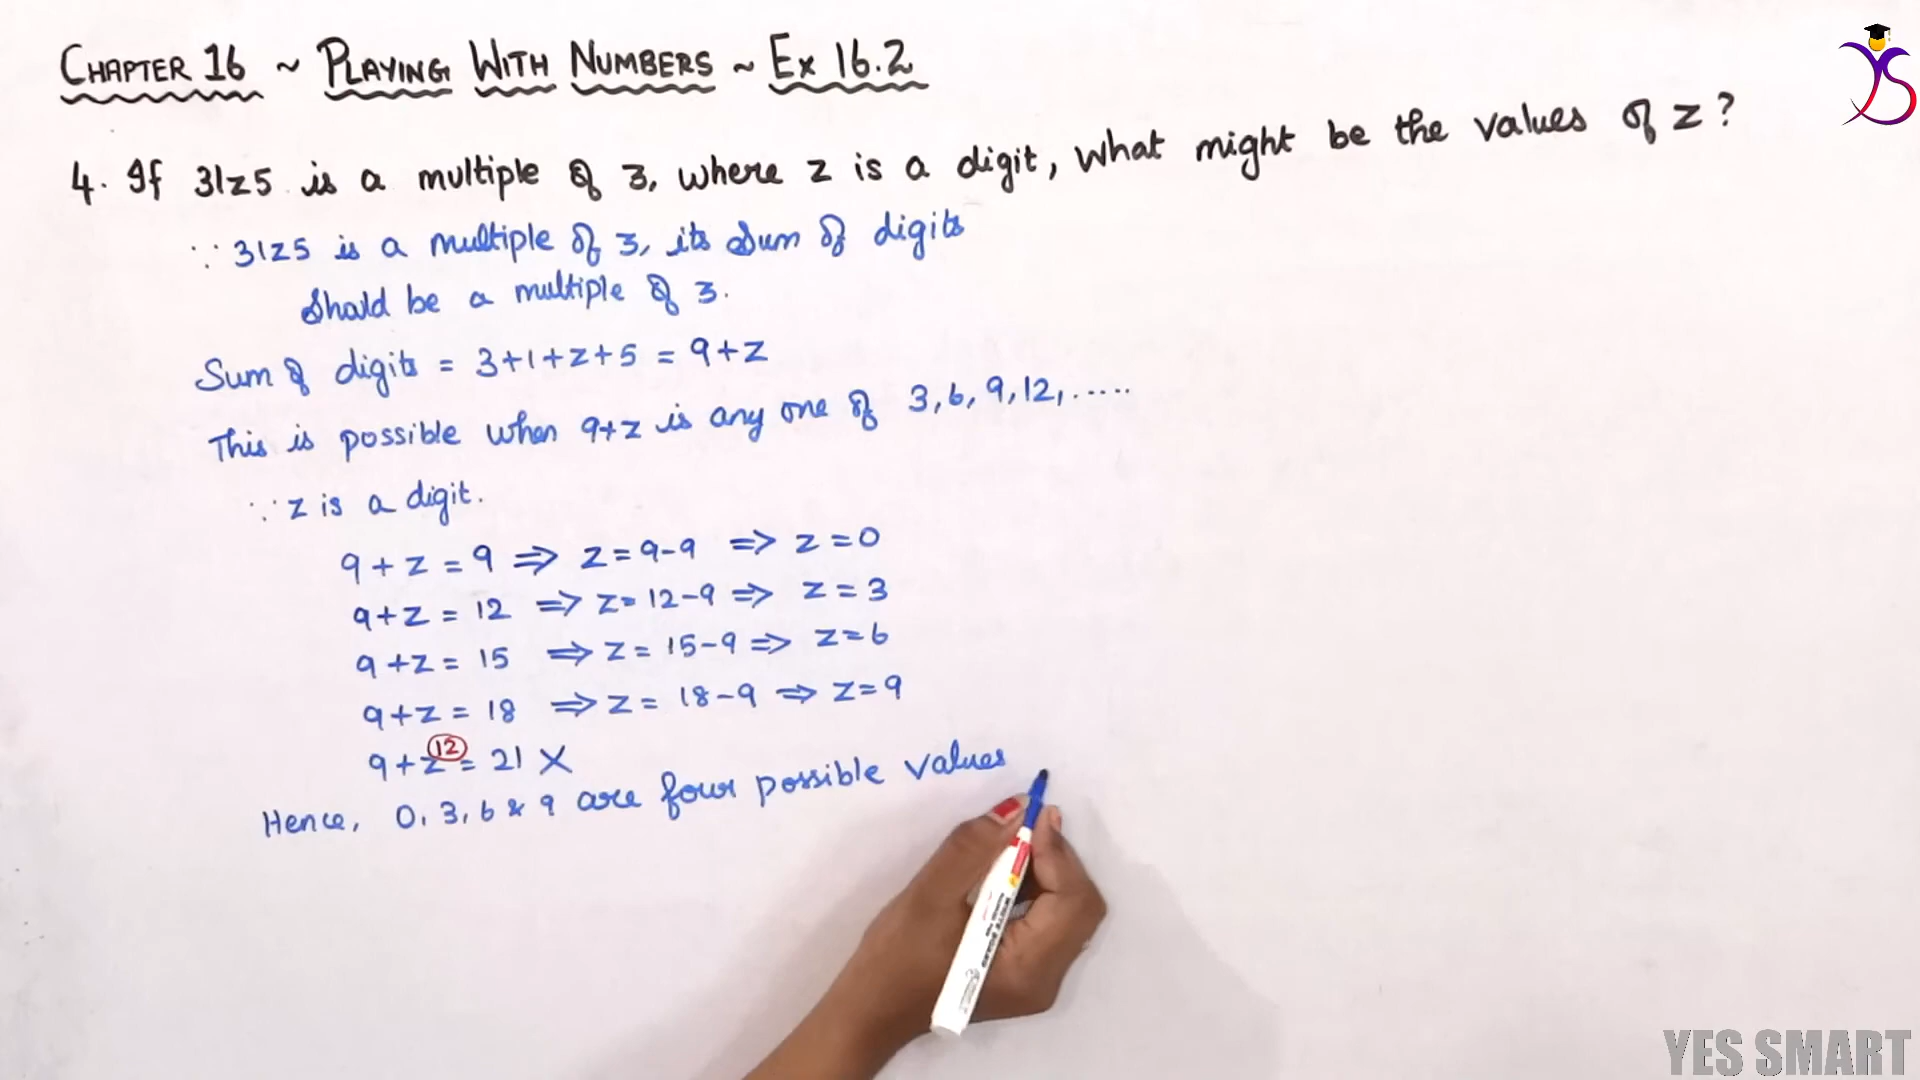 CHAPTER 16 ~ PLAYING WITH NUMBERS ~ EX 16.2
4. If 31z5 is a multiple of 3, where z is a digit, what might be the values of z?
∵ 31z5 is a multiple of 3, its sum of digits
should be a multiple of 3.
Sum of digits = 3+1+z+5 = 9+z
This is possible when 9+z is any one of 3, 6, 9, 12, .....
∵ z is a digit.
9 + z = 9 ⇒ z = 9-9 ⇒ z = 0
9+z = 12 ⇒ z = 12-9 ⇒ z = 3
9+z = 15 ⇒ z = 15-9 ⇒ z = 6
9+z = 18 ⇒ z = 18-9 ⇒ z = 9
12
9+z = 21 X
Hence, 0, 3, 6 & 9 are four possible values
YES SMART